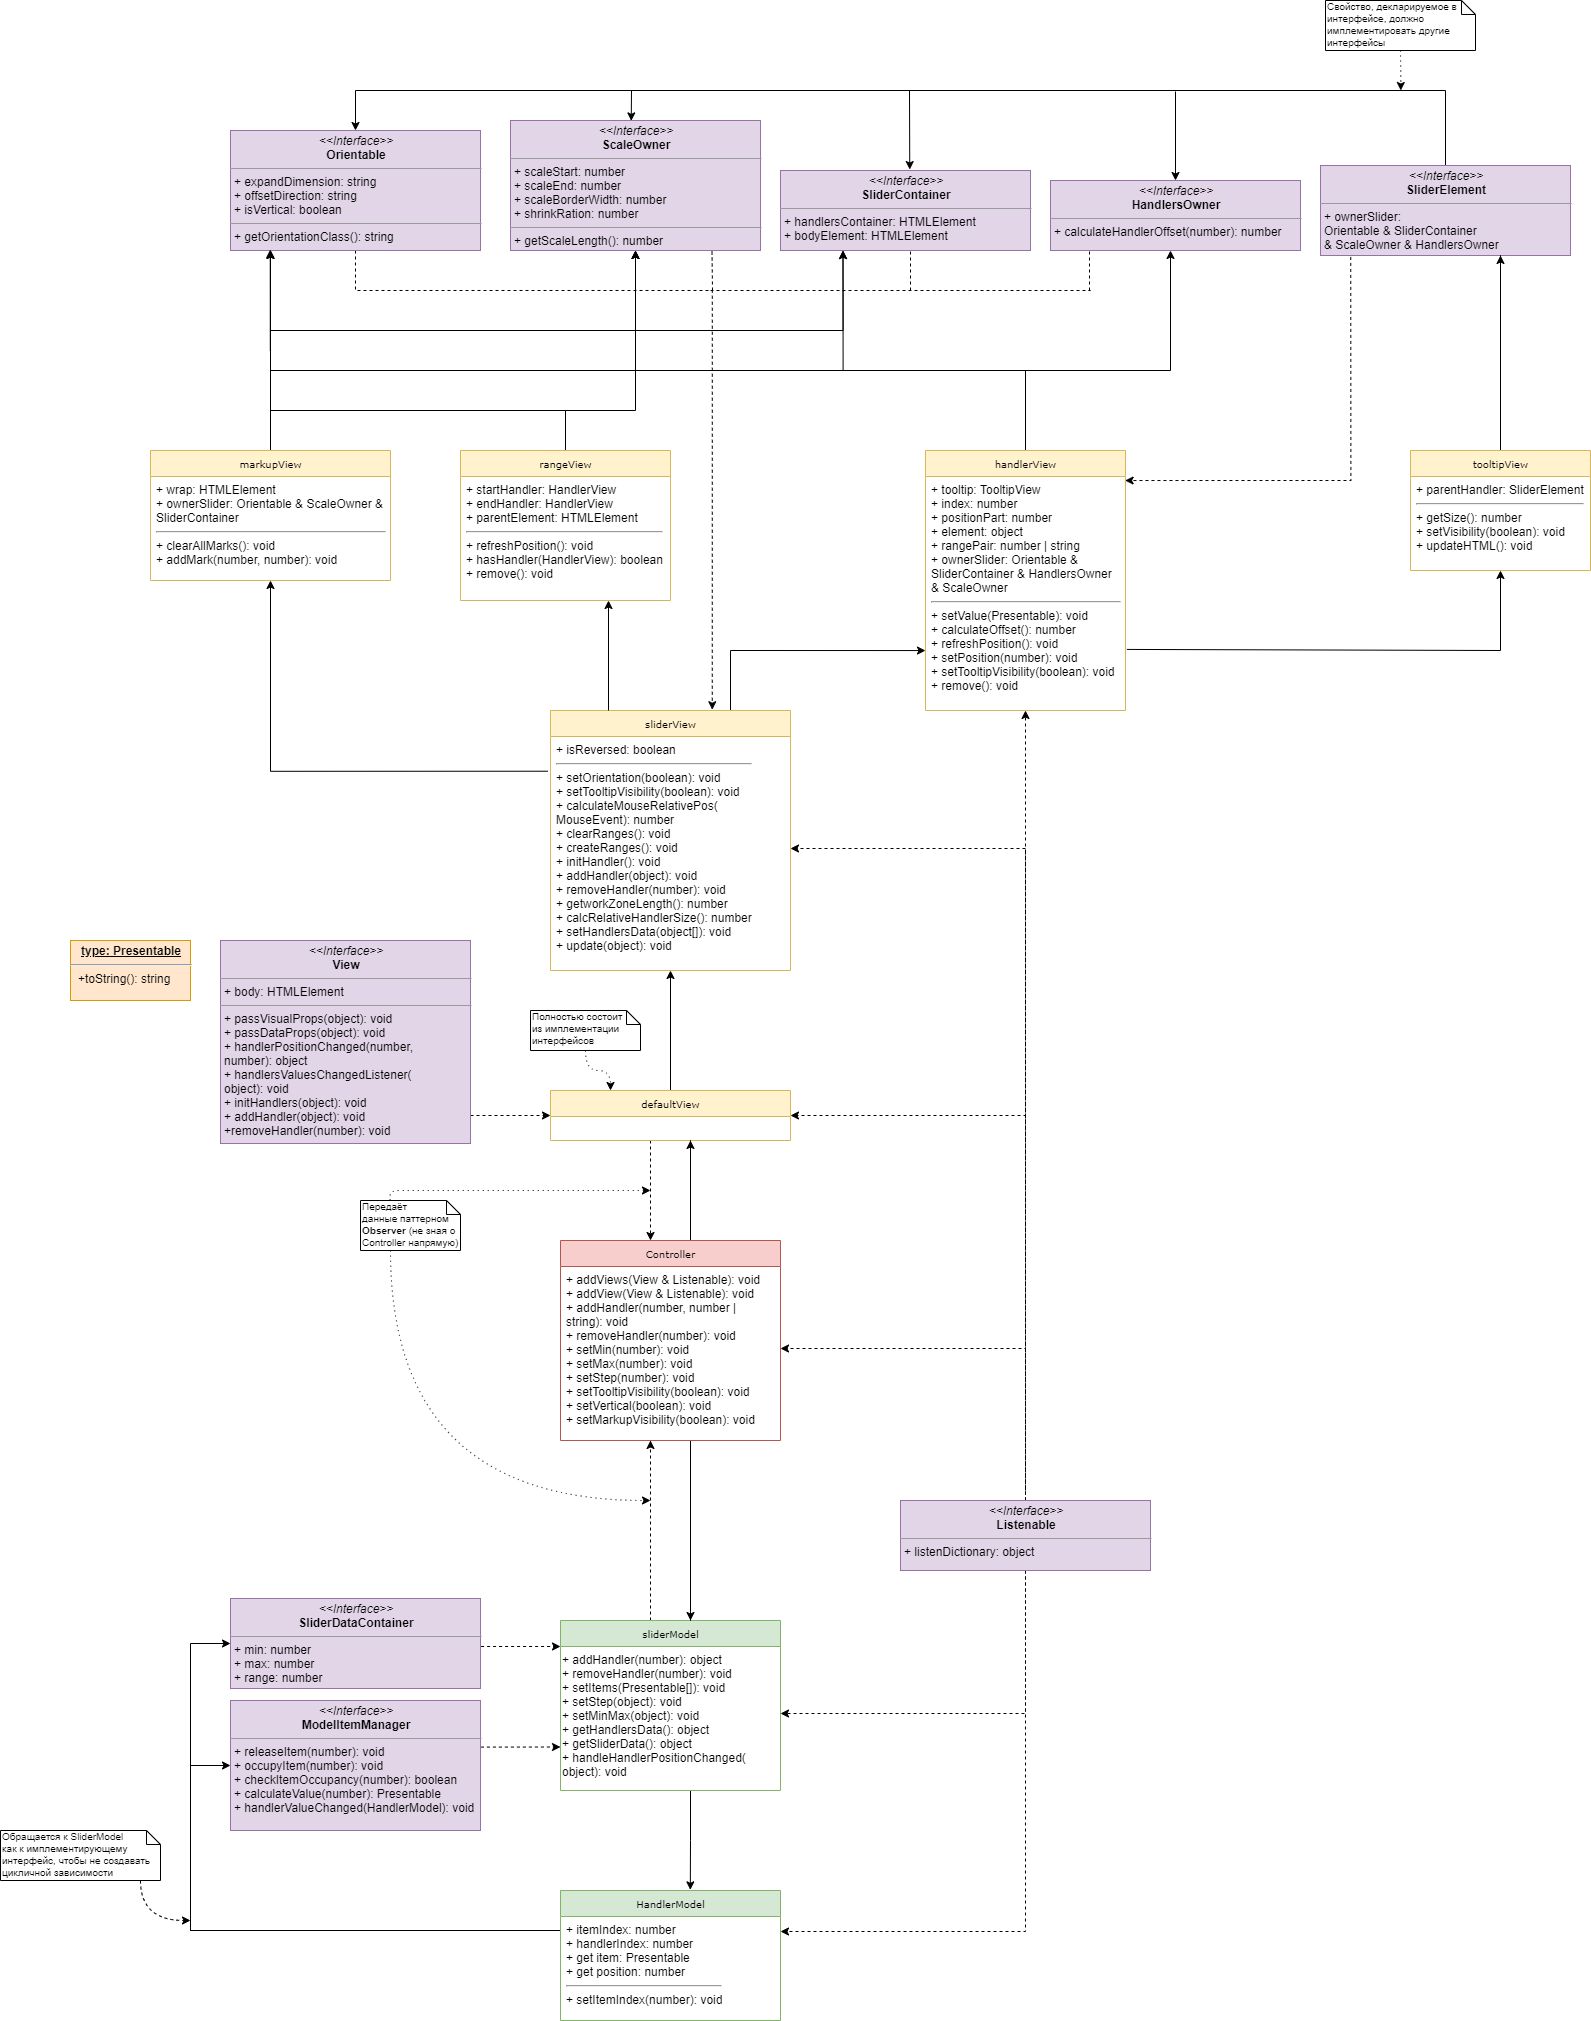 Свойство, декларируемое в
интерфейсе, должно
имплементировать другие
интерфейсы
<<Interface>>
Orientable
+ expandDimension: string
+ offsetDirection: string
+ isVertical: boolean
+ getOrientationClass(): string
<<Interface>>
ScaleOwner
+ scaleStart: number
+ scaleEnd: number
+ scaleBorderWidth: number
+ shrinkRation: number
+ getScaleLength(): number
<<Interface>>
SliderContainer
+ handlersContainer: HTMLElement
+ bodyElement: HTMLElement
<<Interface>>
HandlersOwner
+ calculateHandlerOffset(number): number
<<Interface>>
SliderElement
+ ownerSlider:
Orientable & SliderContainer
& ScaleOwner & HandlersOwner
markupView
+ wrap: HTMLElement
+ ownerSlider: Orientable & ScaleOwner &
SliderContainer
+ clearAllMarks(): void
+ addMark(number, number): void
rangeView
+ startHandler: HandlerView
+ endHandler: HandlerView
+ parentElement: HTMLElement
+ refreshPosition(): void
+ hasHandler(HandlerView): boolean
+ remove(): void
handlerView
+ tooltip: TooltipView
+ index: number
+ positionPart: number
+ element: object
+ rangePair: number | string
+ ownerSlider: Orientable &
SliderContainer & HandlersOwner
& ScaleOwner
+ setValue(Presentable): void
+ calculateOffset(): number
+ refreshPosition(): void
+ setPosition(number): void
+ setTooltipVisibility(boolean): void
+ remove(): void
tooltipView
+ parentHandler: SliderElement
+ getSize(): number
+ setVisibility(boolean): void
+ updateHTML(): void
sliderView
+ isReversed: boolean
+ setOrientation(boolean): void
+ setTooltipVisibility(boolean): void
+ calculateMouseRelativePos(
MouseEvent): number
+ clearRanges(): void
+ createRanges(): void
+ initHandler(): void
+ addHandler(object): void
+ removeHandler(number): void
+ getworkZoneLength(): number
+ calcRelativeHandlerSize(): number
+ setHandlersData(object[]): void
+ update(object): void
type: Presentable
+toString(): string
<<Interface>>
View
+ body: HTMLElement
+ passVisualProps(object): void
+ passDataProps(object): void
+ handlerPositionChanged(number,
number): object
+ handlersValuesChangedListener(
object): void
+ initHandlers(object): void
+ addHandler(object): void
+removeHandler(number): void
Полностью состоит
из имплементации
интерфейсов
defaultView
Передаёт
данные паттерном
Observer (не зная о
Controller напрямую)
Controller
+ addViews(View & Listenable): void
+ addView(View & Listenable): void
+ addHandler(number, number |
string): void
+ removeHandler(number): void
+ setMin(number): void
+ setMax(number): void
+ setStep(number): void
+ setTooltipVisibility(boolean): void
+ setVertical(boolean): void
+ setMarkupVisibility(boolean): void
<<Interface>>
Listenable
+ listenDictionary: object
<<Interface>>
SliderDataContainer
+ min: number
+ max: number
+ range: number
<<Interface>>
ModelItemManager
+ releaseItem(number): void
+ occupyItem(number): void
+ checkItemOccupancy(number): boolean
+ calculateValue(number): Presentable
+ handlerValueChanged(HandlerModel): void
sliderModel
+ addHandler(number): object
+ removeHandler(number): void
+ setItems(Presentable[]): void
+ setStep(object): void
+ setMinMax(object): void
+ getHandlersData(): object
+ getSliderData(): object
+ handleHandlerPositionChanged(
object): void
Обращается к SliderModel
как к имплементирующему
интерфейс, чтобы не создавать
цикличной зависимости
HandlerModel
+ itemIndex: number
+ handlerIndex: number
+ get item: Presentable
+ get position: number
+ setItemIndex(number): void